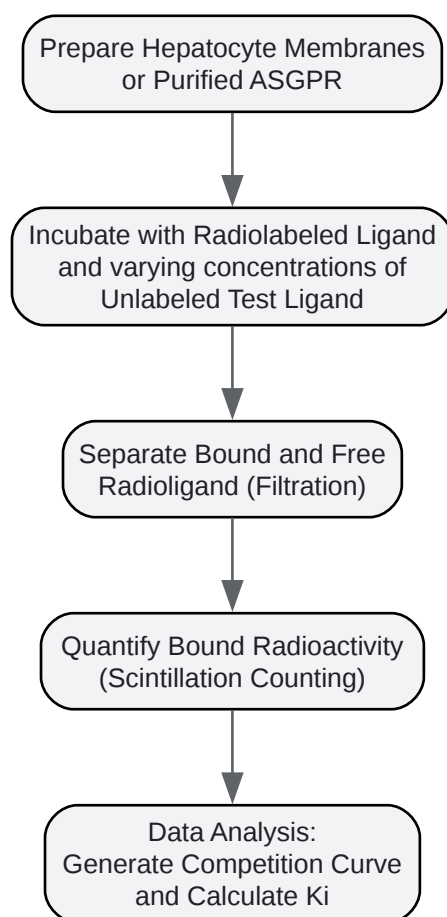 Prepare Hepatocyte Membranes
or Purified ASGPR
Incubate with Radiolabeled Ligand
and varying concentrations of
Unlabeled Test Ligand
Separate Bound and Free
Radioligand (Filtration)
Quantify Bound Radioactivity
(Scintillation Counting)
Data Analysis:
Generate Competition Curve
and Calculate Ki